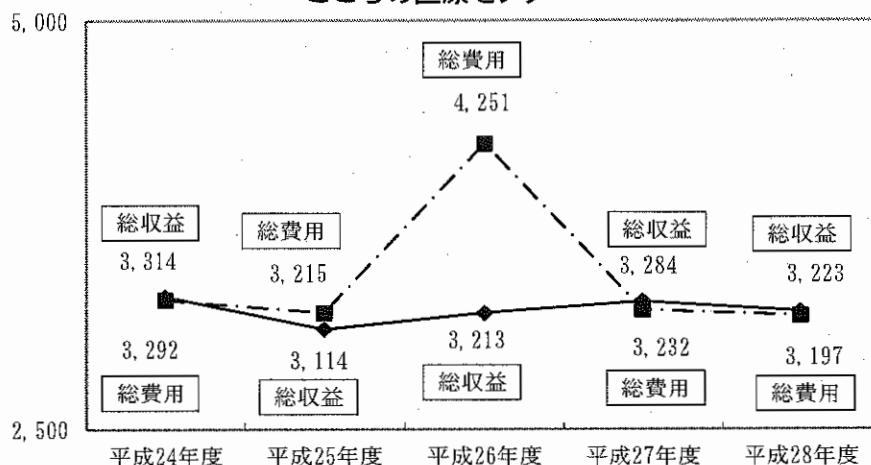 5,000
総費用
4,251
総収益
総費用
総収益
総収益
3,314
3,215
3,284
3,223
3,292
3,114
3,213
3,232
3,197
総費用
総収益
総収益
総費用
総費用
2,500
平成24年度
平成25年度
平成26年度
平成27年度
平成28年度